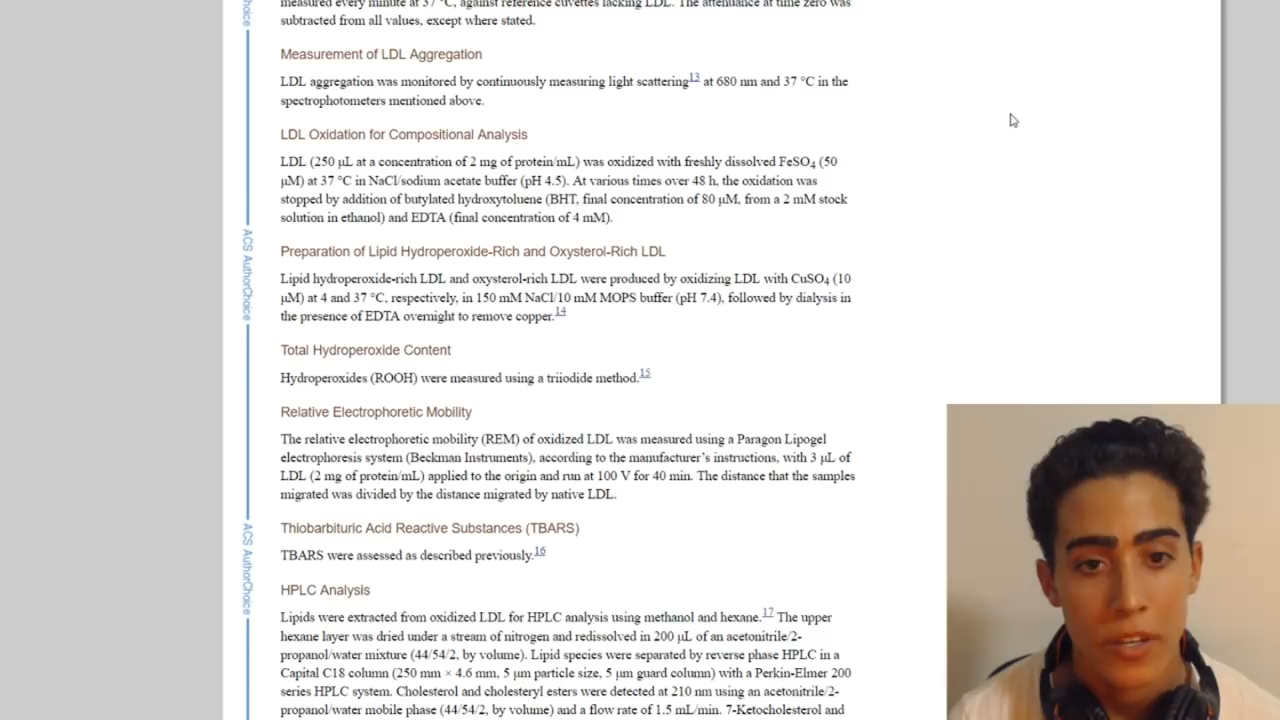 measured every minute at 37 °C, against reference cuvettes lacking LDL. The attenuance at time zero was
subtracted from all values, except where stated.
Measurement of LDL Aggregation
LDL aggregation was monitored by continuously measuring light scattering13 at 680 nm and 37 °C in the
spectrophotometers mentioned above.
LDL Oxidation for Compositional Analysis
LDL (250 μL at a concentration of 2 mg of protein/mL) was oxidized with freshly dissolved FeSO4 (50
μM) at 37 °C in NaCl/sodium acetate buffer (pH 4.5). At various times over 48 h, the oxidation was
stopped by addition of butylated hydroxytoluene (BHT, final concentration of 80 μM, from a 2 mM stock
solution in ethanol) and EDTA (final concentration of 4 mM).
Preparation of Lipid Hydroperoxide-Rich and Oxysterol-Rich LDL
Lipid hydroperoxide-rich LDL and oxysterol-rich LDL were produced by oxidizing LDL with CuSO4 (10
μM) at 4 and 37 °C, respectively, in 150 mM NaCl/10 mM MOPS buffer (pH 7.4), followed by dialysis in
the presence of EDTA overnight to remove copper.14
Total Hydroperoxide Content
Hydroperoxides (ROOH) were measured using a triiodide method.15
Relative Electrophoretic Mobility
The relative electrophoretic mobility (REM) of oxidized LDL was measured using a Paragon Lipogel
electrophoresis system (Beckman Instruments), according to the manufacturer's instructions, with 3 μL of
LDL (2 mg of protein/mL) applied to the origin and run at 100 V for 40 min. The distance that the samples
migrated was divided by the distance migrated by native LDL.
Thiobarbituric Acid Reactive Substances (TBARS)
TBARS were assessed as described previously.16
HPLC Analysis
Lipids were extracted from oxidized LDL for HPLC analysis using methanol and hexane.17 The upper
hexane layer was dried under a stream of nitrogen and redissolved in 200 μL of an acetonitrile/2-
propanol/water mixture (44/54/2, by volume). Lipid species were separated by reverse phase HPLC in a
Capital C18 column (250 mm × 4.6 mm, 5 μm particle size, 5 μm guard column) with a Perkin-Elmer 200
series HPLC system. Cholesterol and cholesteryl esters were detected at 210 nm using an acetonitrile/2-
propanol/water mobile phase (44/54/2, by volume) and a flow rate of 1.5 mL/min. 7-Ketocholesterol and
ACS AuthorChoice
ACS AuthorChoice